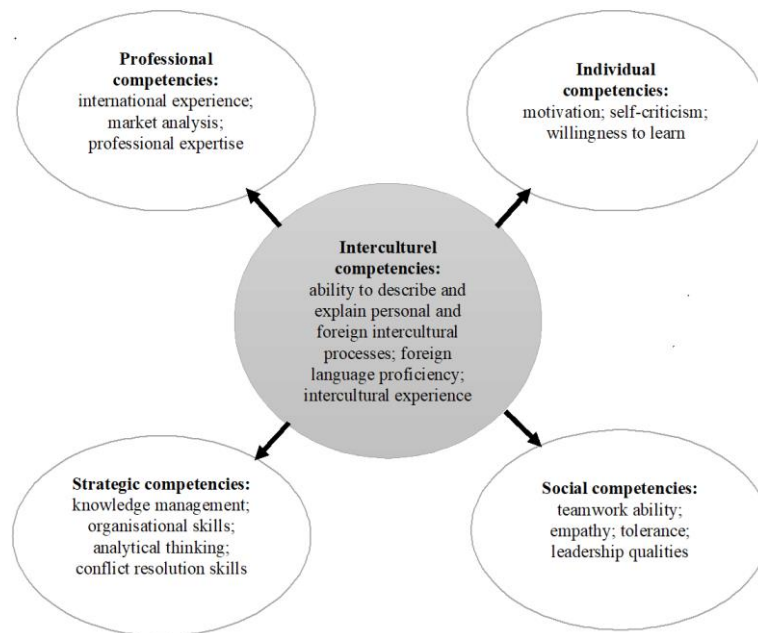 Professional
competencies:
international experience;
market analysis;
professional expertise
Individual
competencies:
motivation; self-criticism;
willingness to learn
Interculturel
competencies:
ability to describe and
explain personal and
foreign intercultural
processes; foreign
language proficiency;
intercultural experience
Strategic competencies:
knowledge management;
organisational skills;
analytical thinking;
conflict resolution skills
Social competencies:
teamwork ability;
empathy; tolerance;
leadership qualities